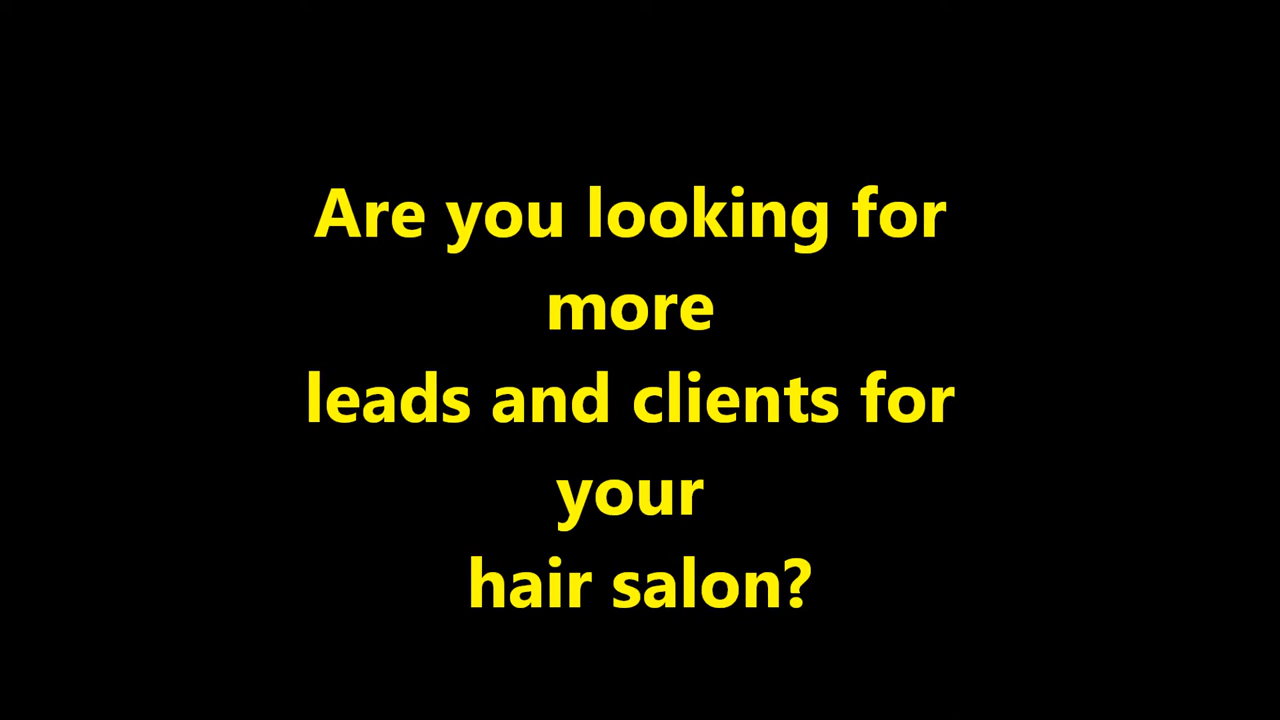 Are you looking for
more
leads and clients for
your
hair salon?